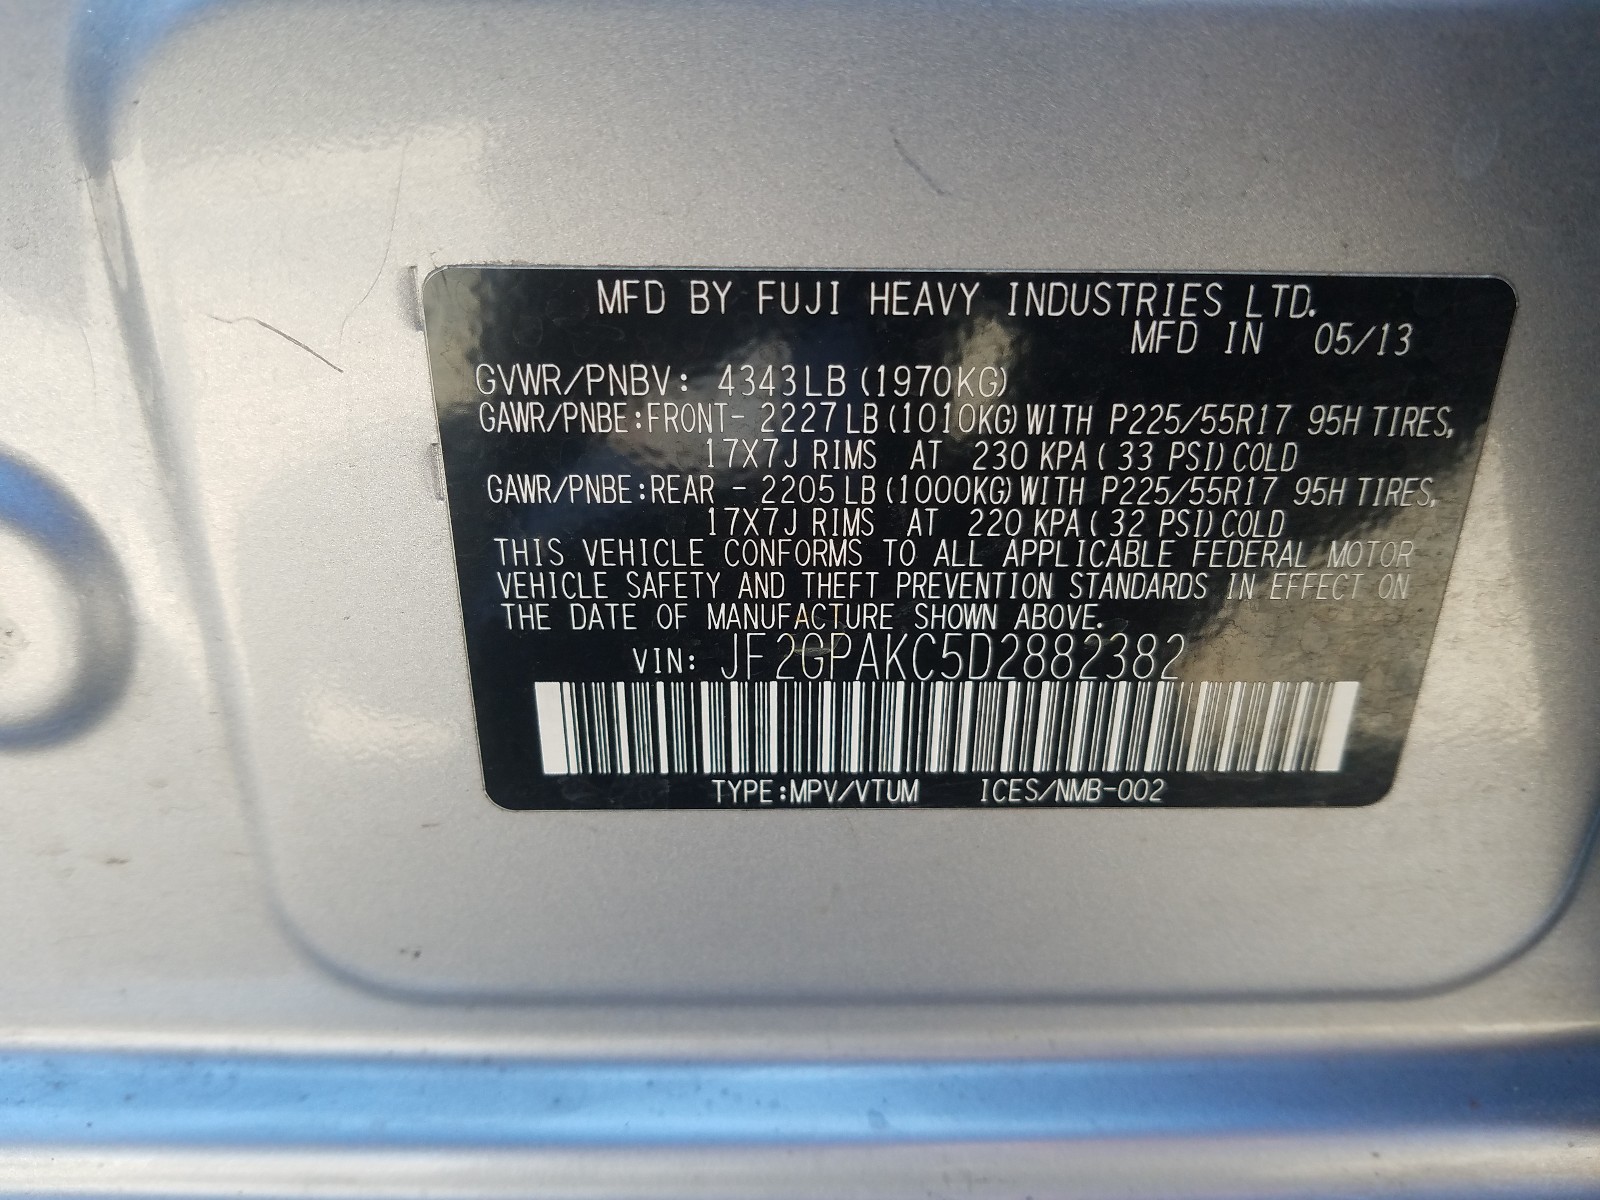 MFD BY FUJI HEAVY INDUSTRIES LTD.
MFD IN 05/13
GVWR/PNBV: 4343LB (1970KG)
GAWR/PNBE:FRONT- 2227LB (1010KG) WITH P225/55R17 95H TIRES,
17X7J RIMS AT 230 KPA ( 33 PSI) COLD
GAWR/PNBE:REAR - 2205LB (1000KG) WITH P225/55R17 95H TIRES,
17X7J RIMS AT 220 KPA ( 32 PSI) COLD
THIS VEHICLE CONFORMS TO ALL APPLICABLE FEDERAL MOTOR
VEHICLE SAFETY AND THEFT PREVENTION STANDARDS IN EFFECT ON
THE DATE OF MANUFACTURE SHOWN ABOVE.
VIN: JF2GPAKC5D2882382
TYPE:MPV/VTUM ICES/NMB-002